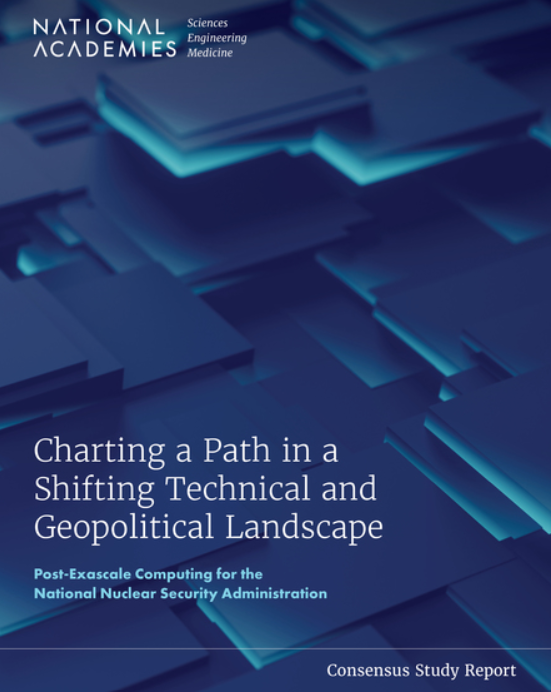 NATIONAL
ACADEMIES
Sciences
Engineering
Medicine
Charting a Path in a
Shifting Technical and
Geopolitical Landscape
Post-Exascale Computing for the
National Nuclear Security Administration
Consensus Study Report